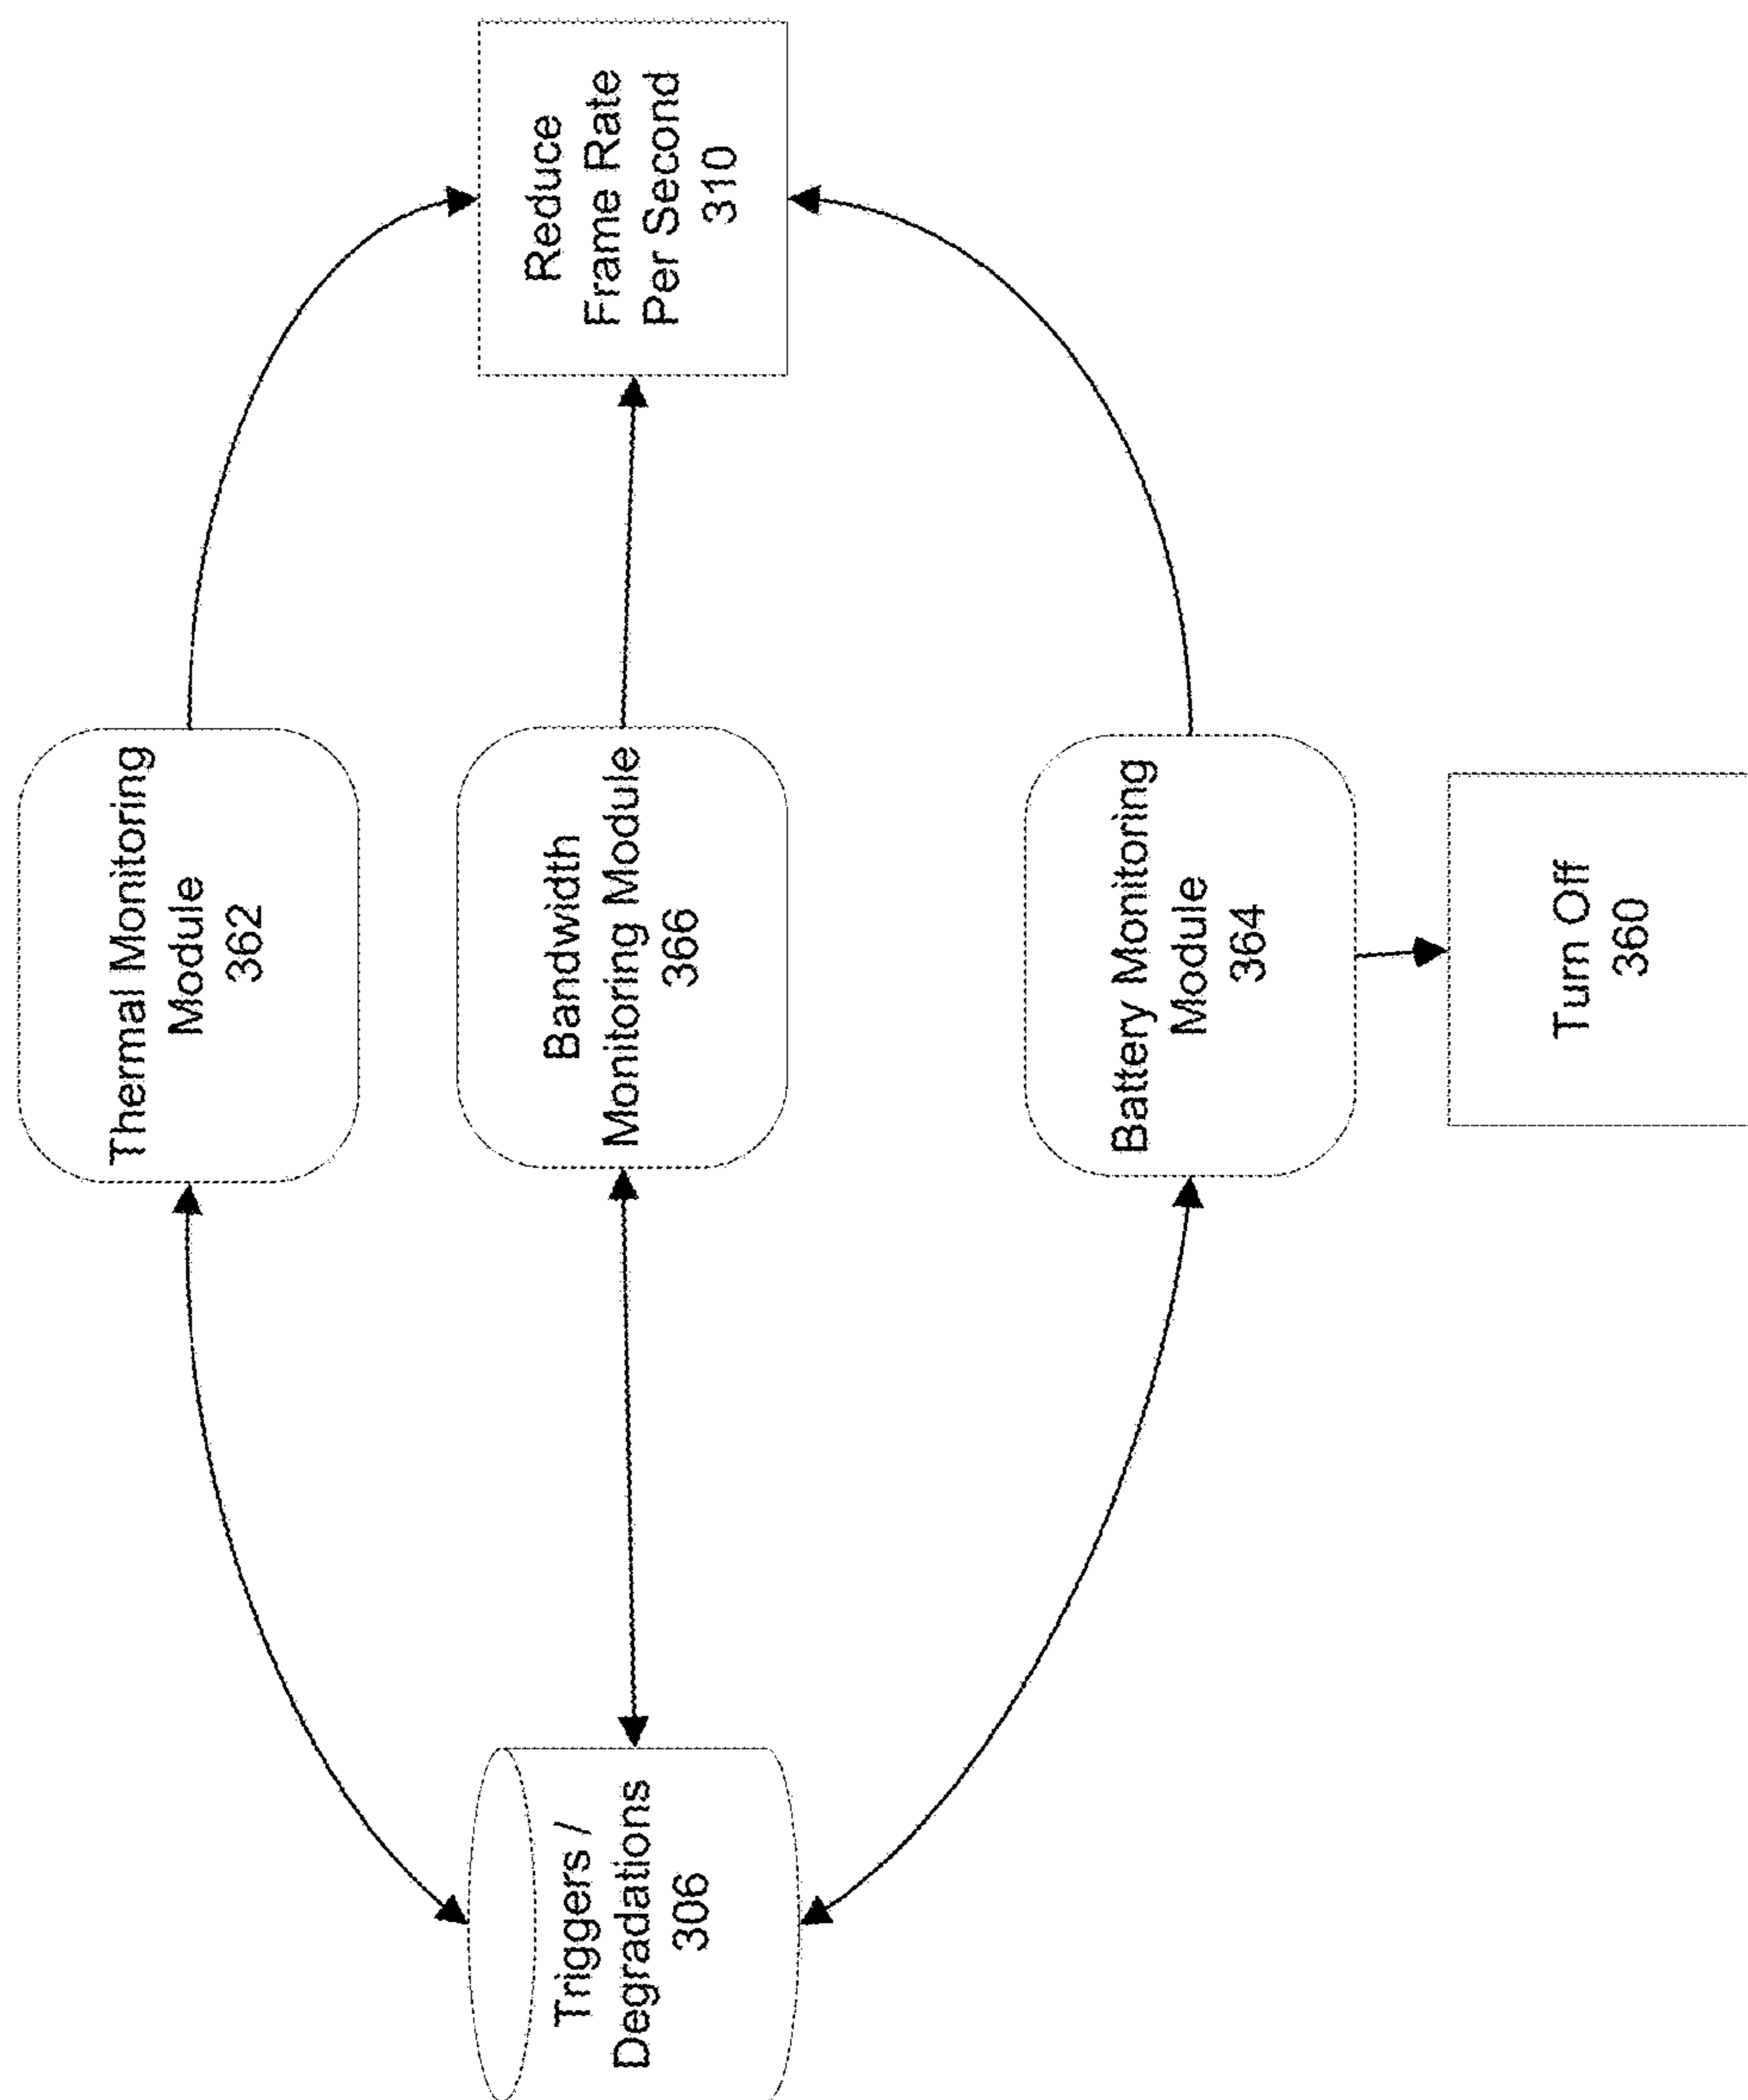 Thermal Monitoring
Module
362
Bandwidth
Monitoring Module
366
Battery Monitoring
Module
364
Triggers /
Degradations
306
Reduce
Frame Rate
Per Second
310
Turn Off
360